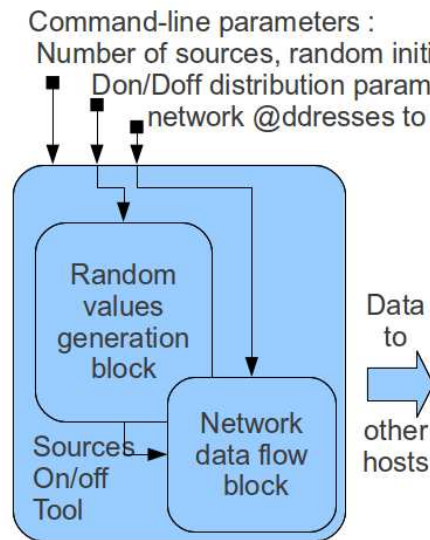 Command-line parameters :
Number of sources, random initi
Don/Doff distribution param
network @ddresses to
Random
values
generation
block
Data
to
other
hosts
Network
data flow
block
Sources
On/off
Tool